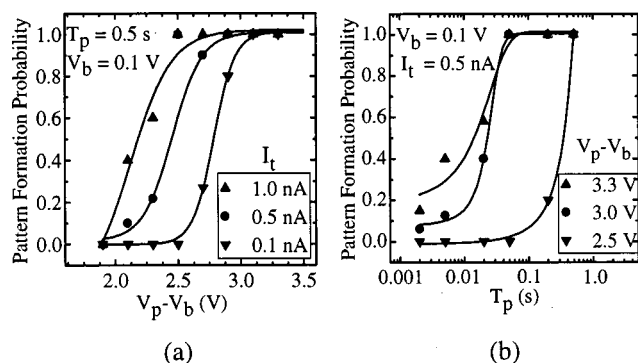 Pattern Formation Probability
1.0
0.8
0.6
0.4
0.2
0.0
T_p = 0.5 s
V_b = 0.1 V
I_t
1.0 nA
0.5 nA
0.1 nA
2.0 2.5 3.0 3.5
V_p-V_b (V)
(a)
Pattern Formation Probability
1.0
0.8
0.6
0.4
0.2
0.0
V_b = 0.1 V
I_t = 0.5 nA
V_p-V_b
3.3 V
3.0 V
2.5 V
0.001 0.01 0.1 1.0
T_p (s)
(b)